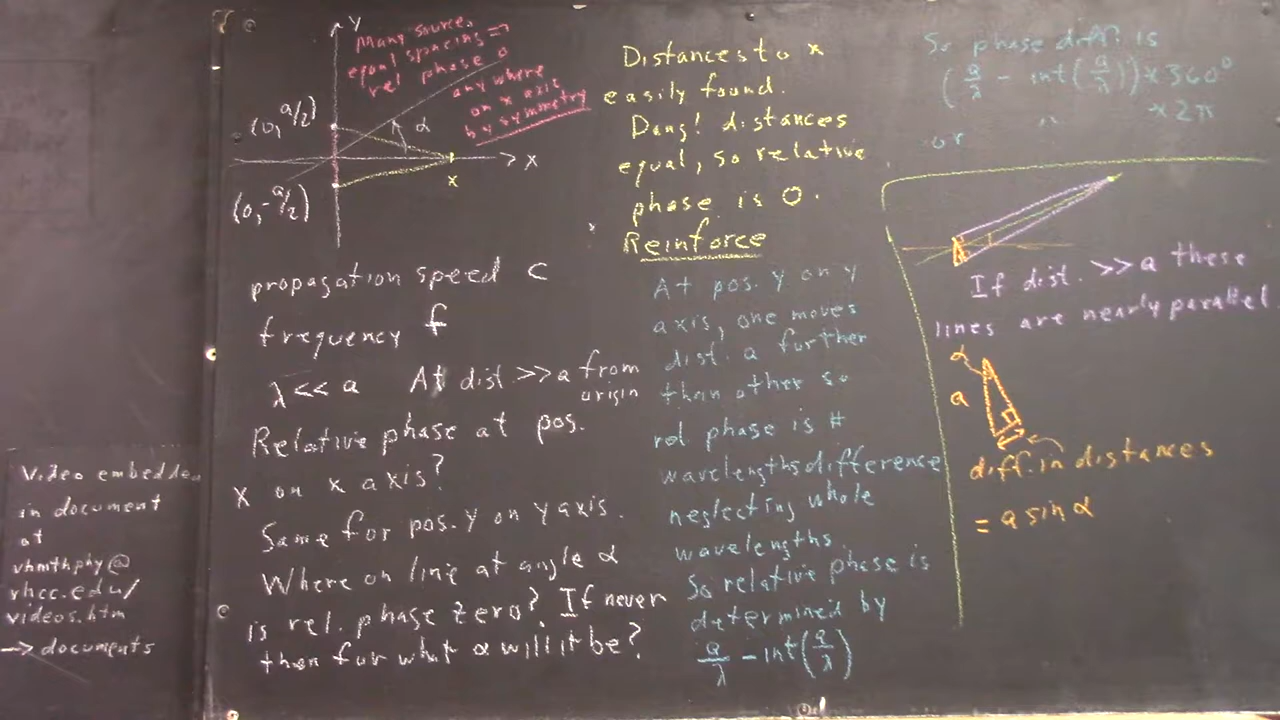 Y
Many sources
equal spacings =>
rel phase 0
any where
on x axis
by symmetry
(0, a/2)
α
X
x
(0, -a/2)
propagation speed c
frequency f
λ << a At dist. >> a from
origin
Relative phase at pos.
x on x axis?
Same for pos. y on y axis.
Where on line at angle α
is rel. phase zero? If never
then for what α will it be?
Distances to x
easily found.
Dang! distances
equal, so relative
phase is 0.
Reinforce
At pos. y on y
axis, one moves
dist. a further
than other so
rel phase is #
wavelengths difference
neglecting whole
wavelengths.
So relative phase is
determined by
a/λ - int(a/λ)
So phase diff. is
(a/λ - int(a/λ)) × 360°
or " × 2π
If dist. >> a these
lines are nearly parallel.
α
a
diff. in distances
= a sin α
Video embedded
in document
at
vhmthphy@
vhcc.edu/
videos.htm
→ documents